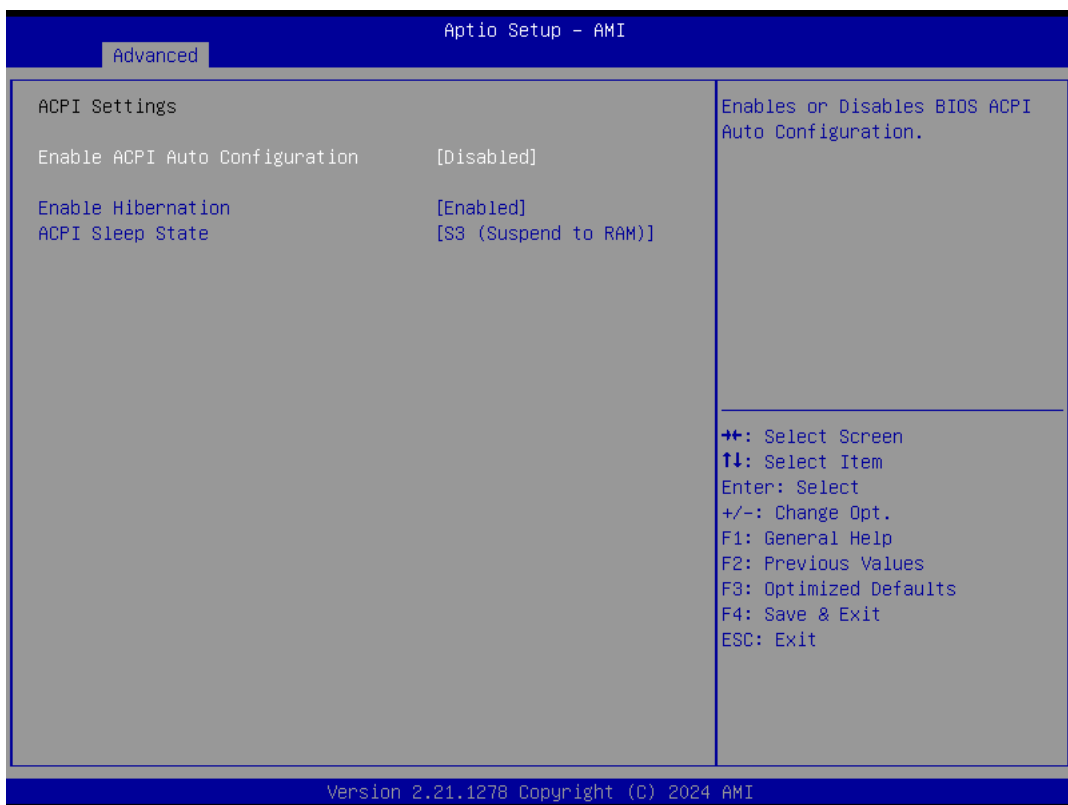 Aptio Setup – AMI
Advanced
ACPI Settings
Enable ACPI Auto Configuration [Disabled]
Enable Hibernation [Enabled]
ACPI Sleep State [S3 (Suspend to RAM)]
Enables or Disables BIOS ACPI
Auto Configuration.
→←: Select Screen
↑↓: Select Item
Enter: Select
+/-: Change Opt.
F1: General Help
F2: Previous Values
F3: Optimized Defaults
F4: Save & Exit
ESC: Exit
Version 2.21.1278 Copyright (C) 2024 AMI